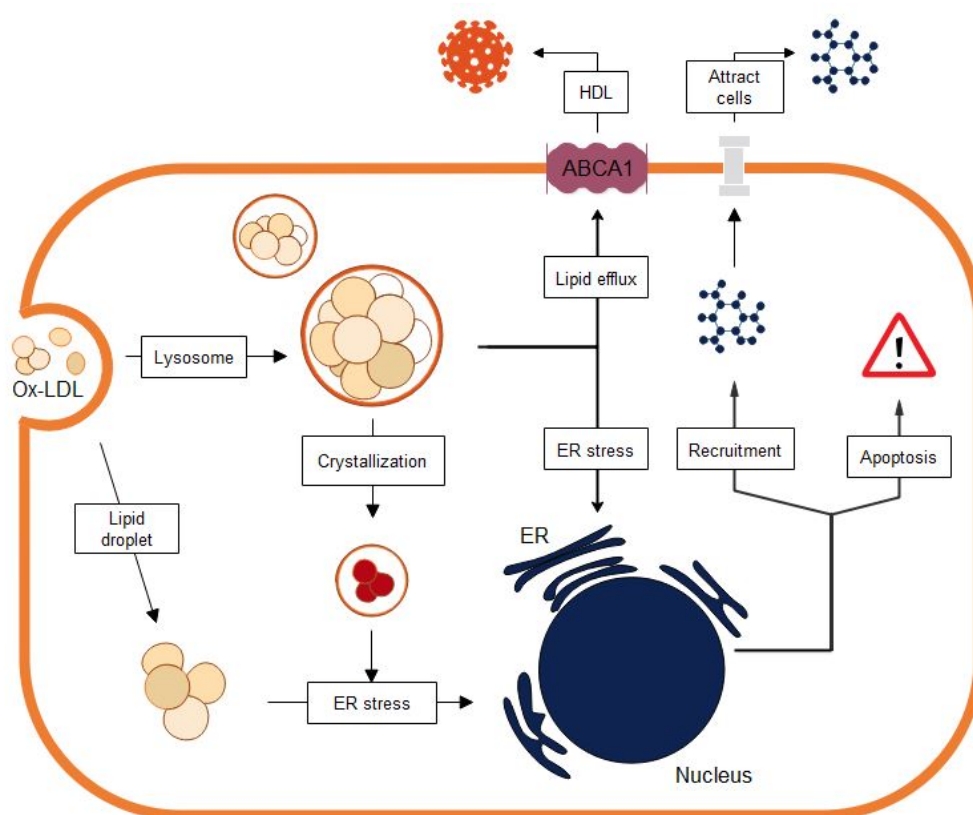 HDL
Attract
cells
ABCA1
Lipid efflux
Lysosome
Ox-LDL
Crystallization
ER stress
Recruitment
Apoptosis
Lipid
droplet
ER
ER stress
Nucleus